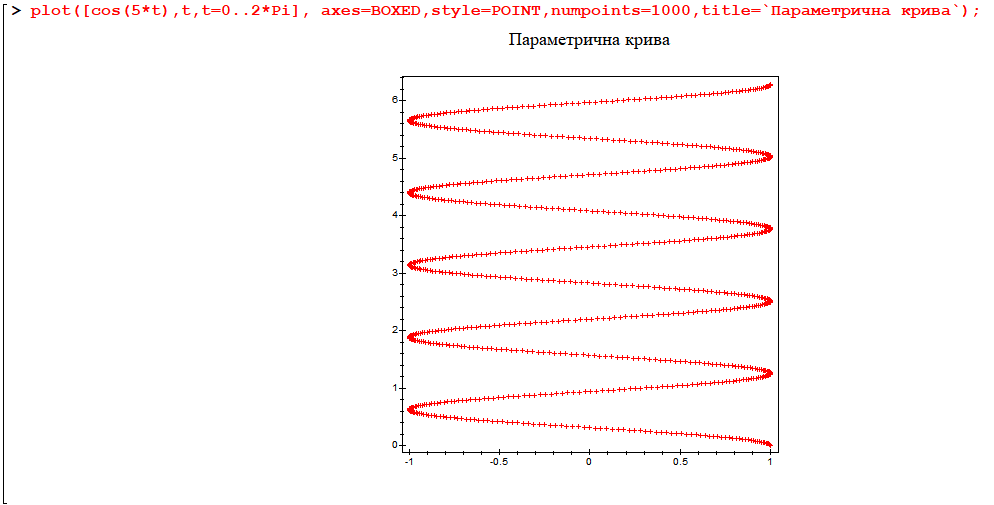 > plot([cos(5*t),t,t=0..2*Pi], axes=BOXED,style=POINT,numpoints=1000,title=`Параметрична крива`);
Параметрична крива
6
5
4
3
2
1
0
-1 -0.5 0 0.5 1